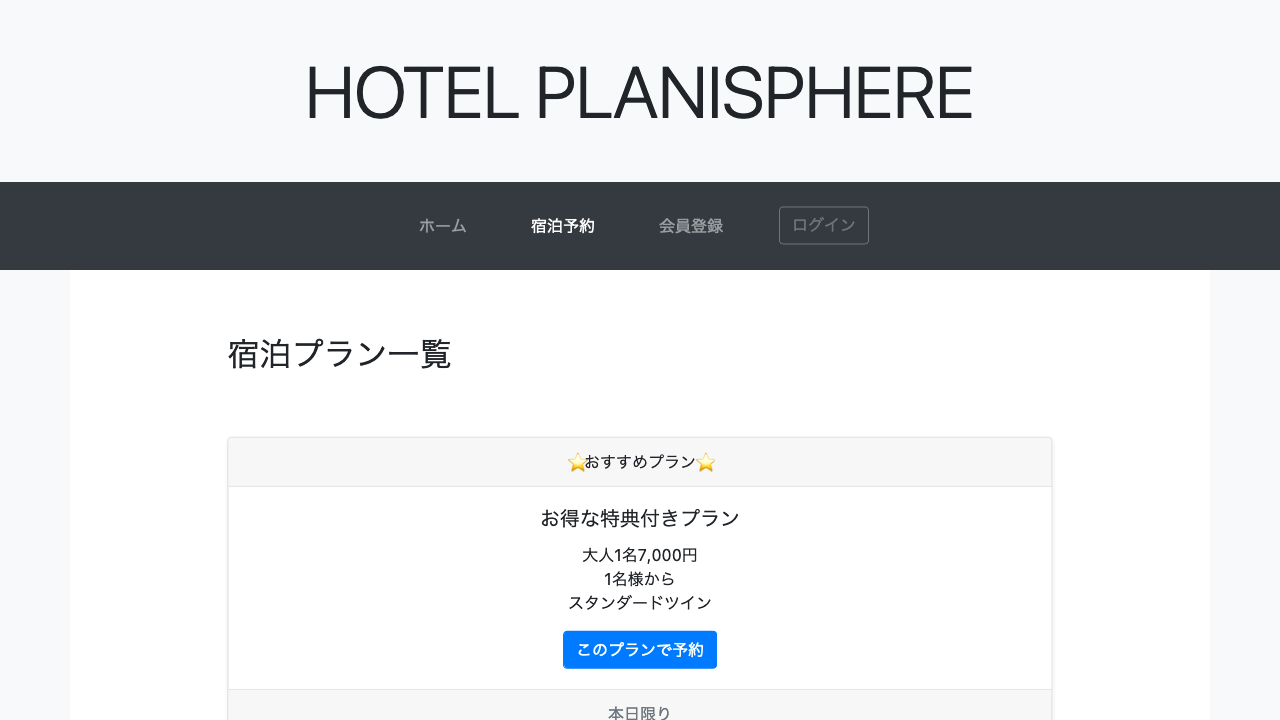 HOTEL PLANISPHERE
ホーム
宿泊予約
会員登録
ログイン
宿泊プラン一覧
⭐おすすめプラン⭐
お得な特典付きプラン
大人1名7,000円
1名様から
スタンダードツイン
このプランで予約
本日限り